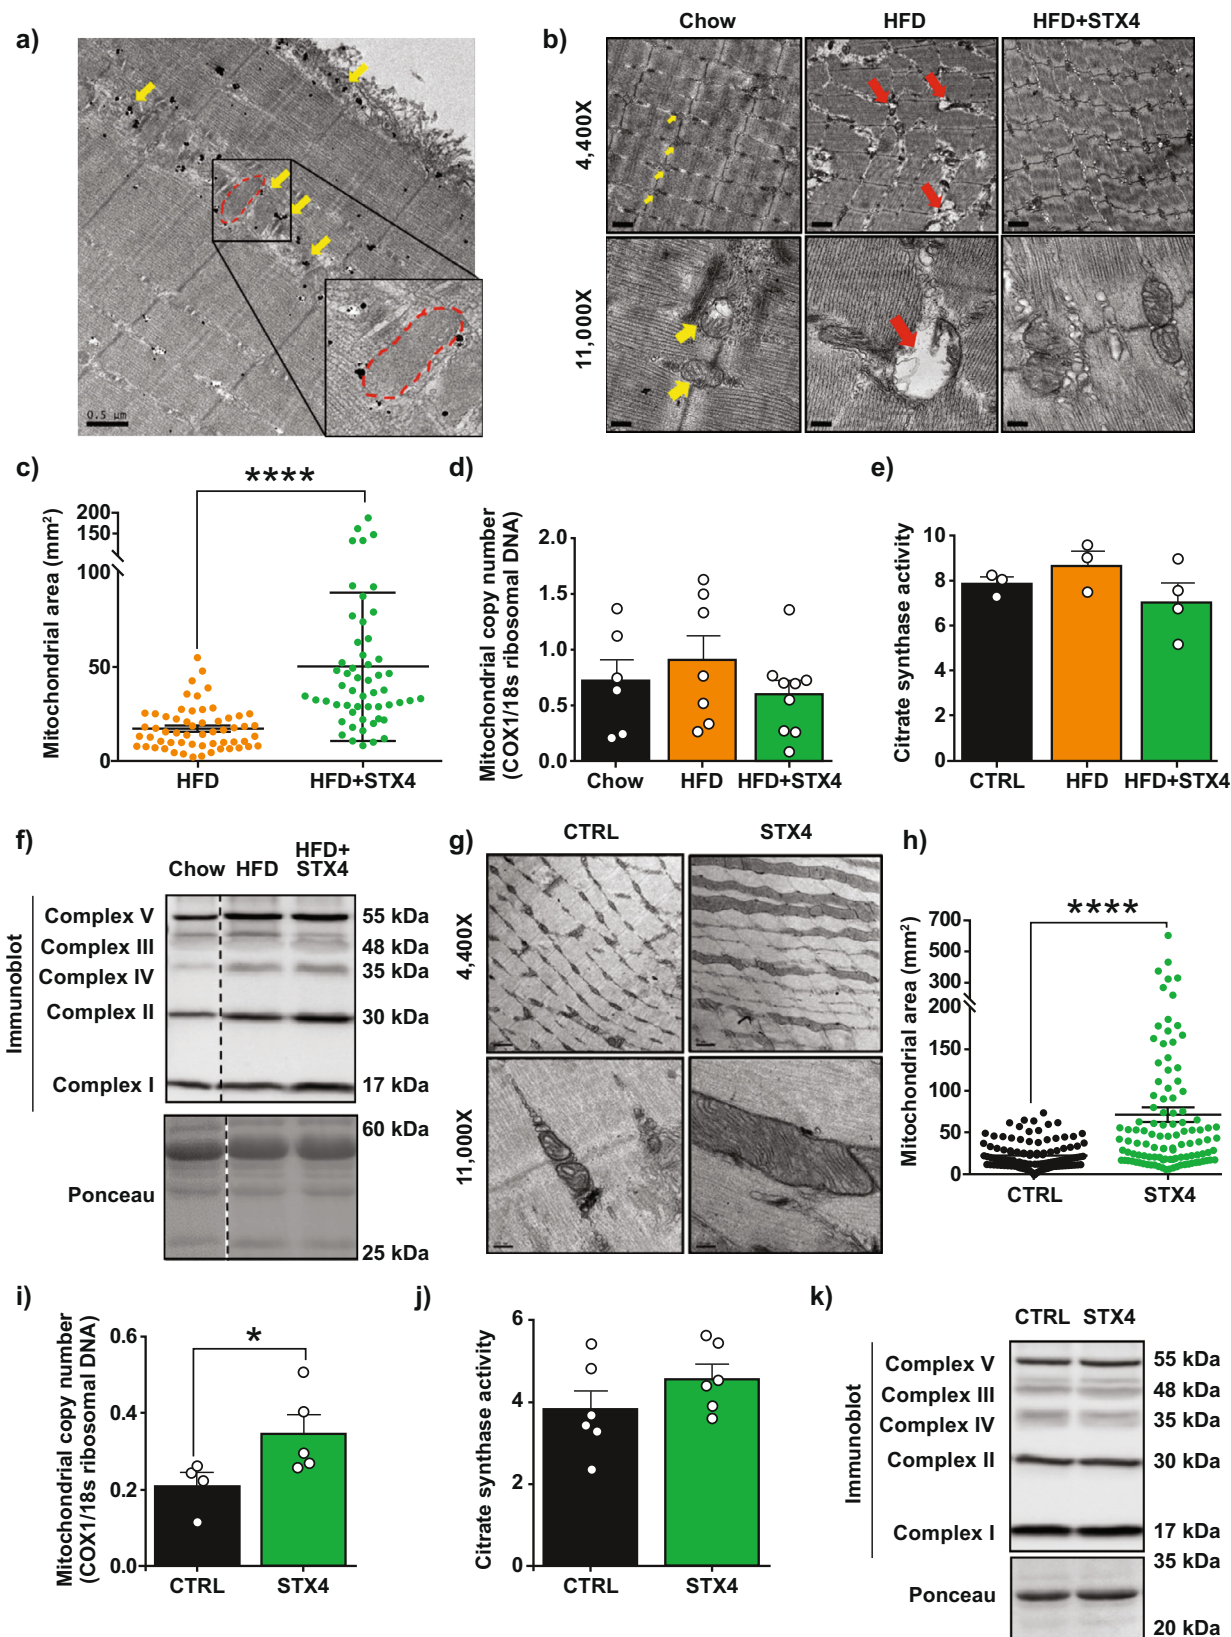 a)
0.5 µm
b)
Chow HFD HFD+STX4
4,400X
11,000X
c)
****
Mitochondrial area (mm²)
200
150
100
50
0
HFD HFD+STX4
d)
Mitochondrial copy number
(COX1/18s ribosomal DNA)
2.0
1.5
1.0
0.5
0.0
Chow HFD HFD+STX4
e)
Citrate synthase activity
10
8
6
4
2
0
CTRL HFD HFD+STX4
f)
Chow HFD HFD+
STX4
Immunoblot
Complex V 55 kDa
Complex III 48 kDa
Complex IV 35 kDa
Complex II 30 kDa
Complex I 17 kDa
60 kDa
Ponceau
25 kDa
g)
CTRL STX4
4,400X
11,000X
h)
****
Mitochondrial area (mm²)
700
500
300
200
150
100
50
0
CTRL STX4
i)
*
Mitochondrial copy number
(COX1/18s ribosomal DNA)
0.6
0.4
0.2
0.0
CTRL STX4
j)
Citrate synthase activity
6
4
2
0
CTRL STX4
k)
CTRL STX4
Immunoblot
Complex V 55 kDa
Complex III 48 kDa
Complex IV 35 kDa
Complex II 30 kDa
Complex I 17 kDa
35 kDa
Ponceau
20 kDa